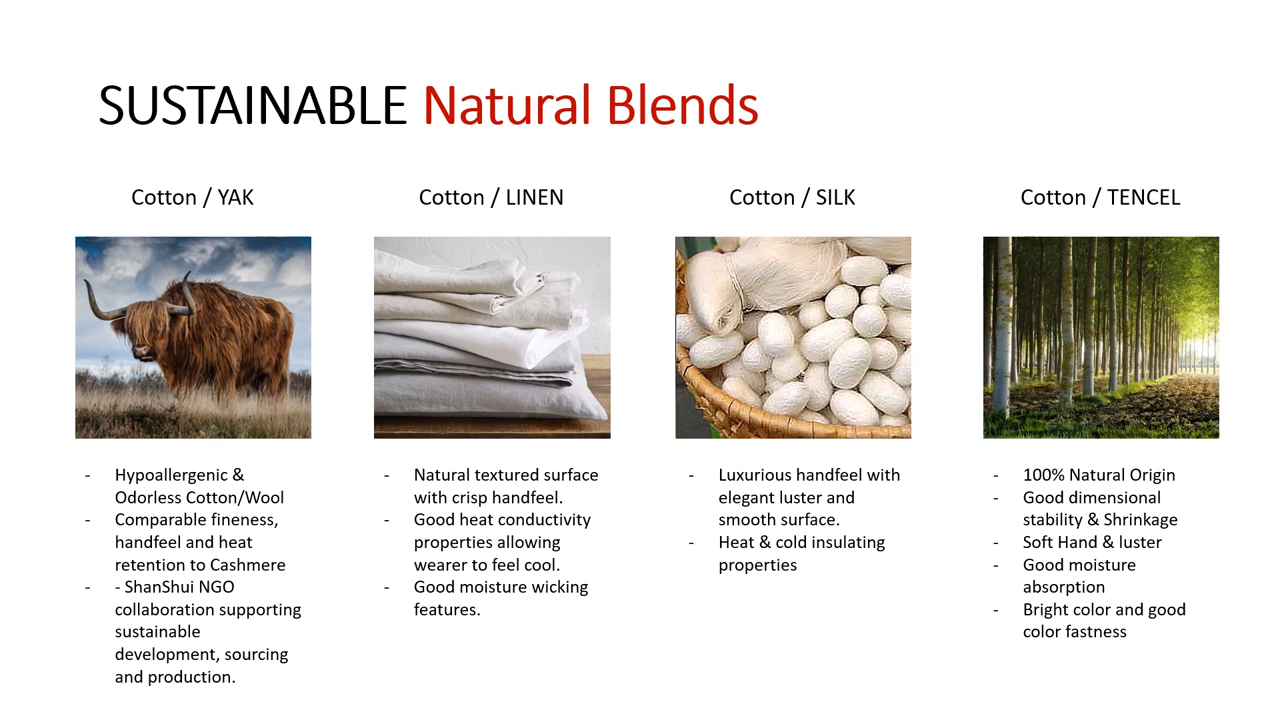 SUSTAINABLE Natural Blends
Cotton / YAK
- Hypoallergenic &
Odorless Cotton/Wool
- Comparable fineness,
handfeel and heat
retention to Cashmere
- - ShanShui NGO
collaboration supporting
sustainable
development, sourcing
and production.
Cotton / LINEN
- Natural textured surface
with crisp handfeel.
- Good heat conductivity
properties allowing
wearer to feel cool.
- Good moisture wicking
features.
Cotton / SILK
- Luxurious handfeel with
elegant luster and
smooth surface.
- Heat & cold insulating
properties
Cotton / TENCEL
- 100% Natural Origin
- Good dimensional
stability & Shrinkage
- Soft Hand & luster
- Good moisture
absorption
- Bright color and good
color fastness